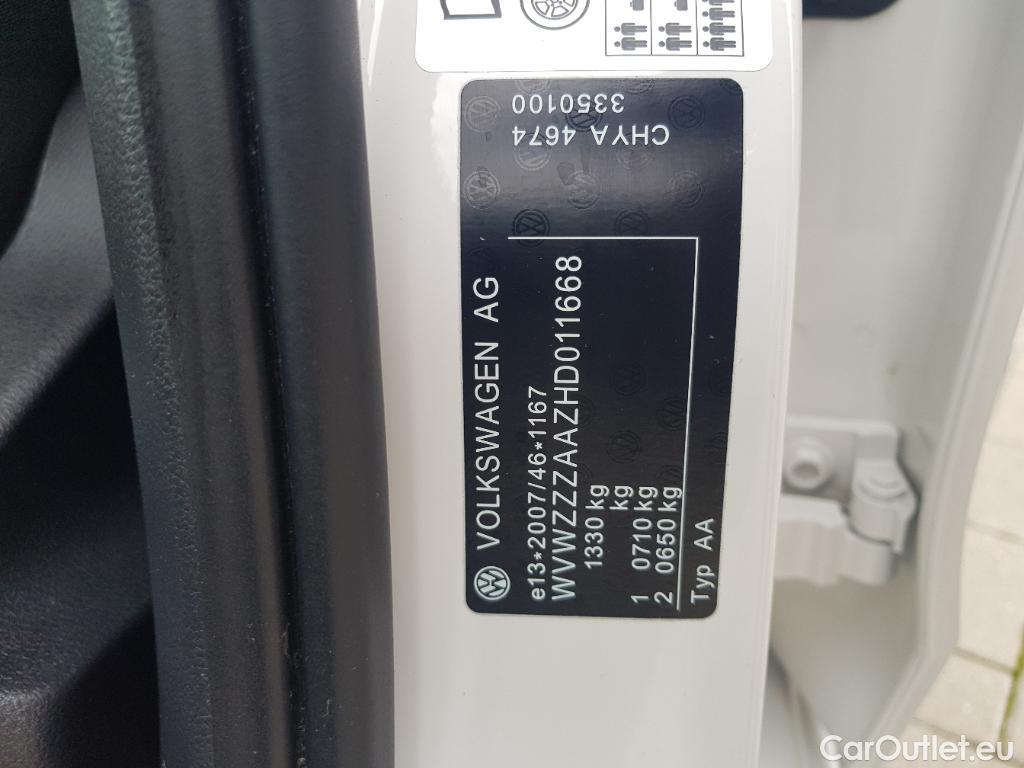 VOLKSWAGEN AG
e13*2007/46*1167
WVWZZZAAZHD011668
1330 kg
kg
1 0710 kg
2 0650 kg
Typ AA
CHYA 4674
3350100
CarOutlet.eu